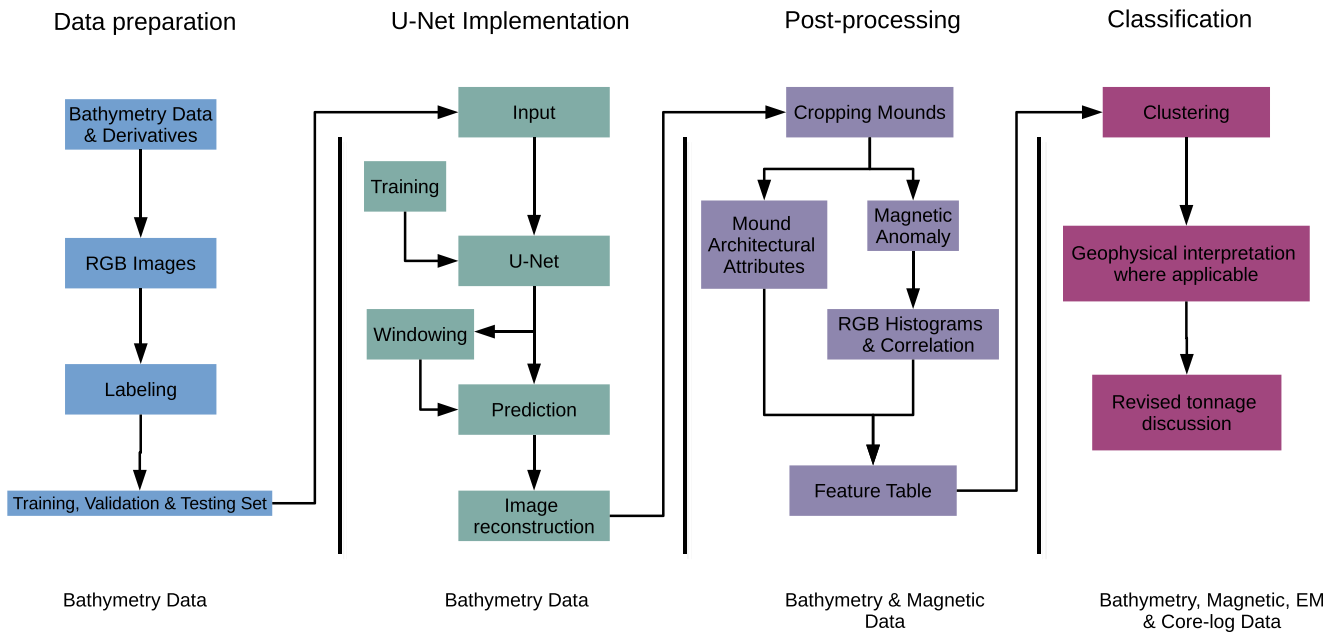 Data preparation
Bathymetry Data
& Derivatives
RGB Images
Labeling
Training, Validation & Testing Set
Bathymetry Data
U-Net Implementation
Input
Training
U-Net
Windowing
Prediction
Image
reconstruction
Bathymetry Data
Post-processing
Cropping Mounds
Mound
Architectural
Attributes
Magnetic
Anomaly
RGB Histograms
& Correlation
Feature Table
Bathymetry & Magnetic
Data
Classification
Clustering
Geophysical interpretation
where applicable
Revised tonnage
discussion
Bathymetry, Magnetic, EM
& Core-log Data